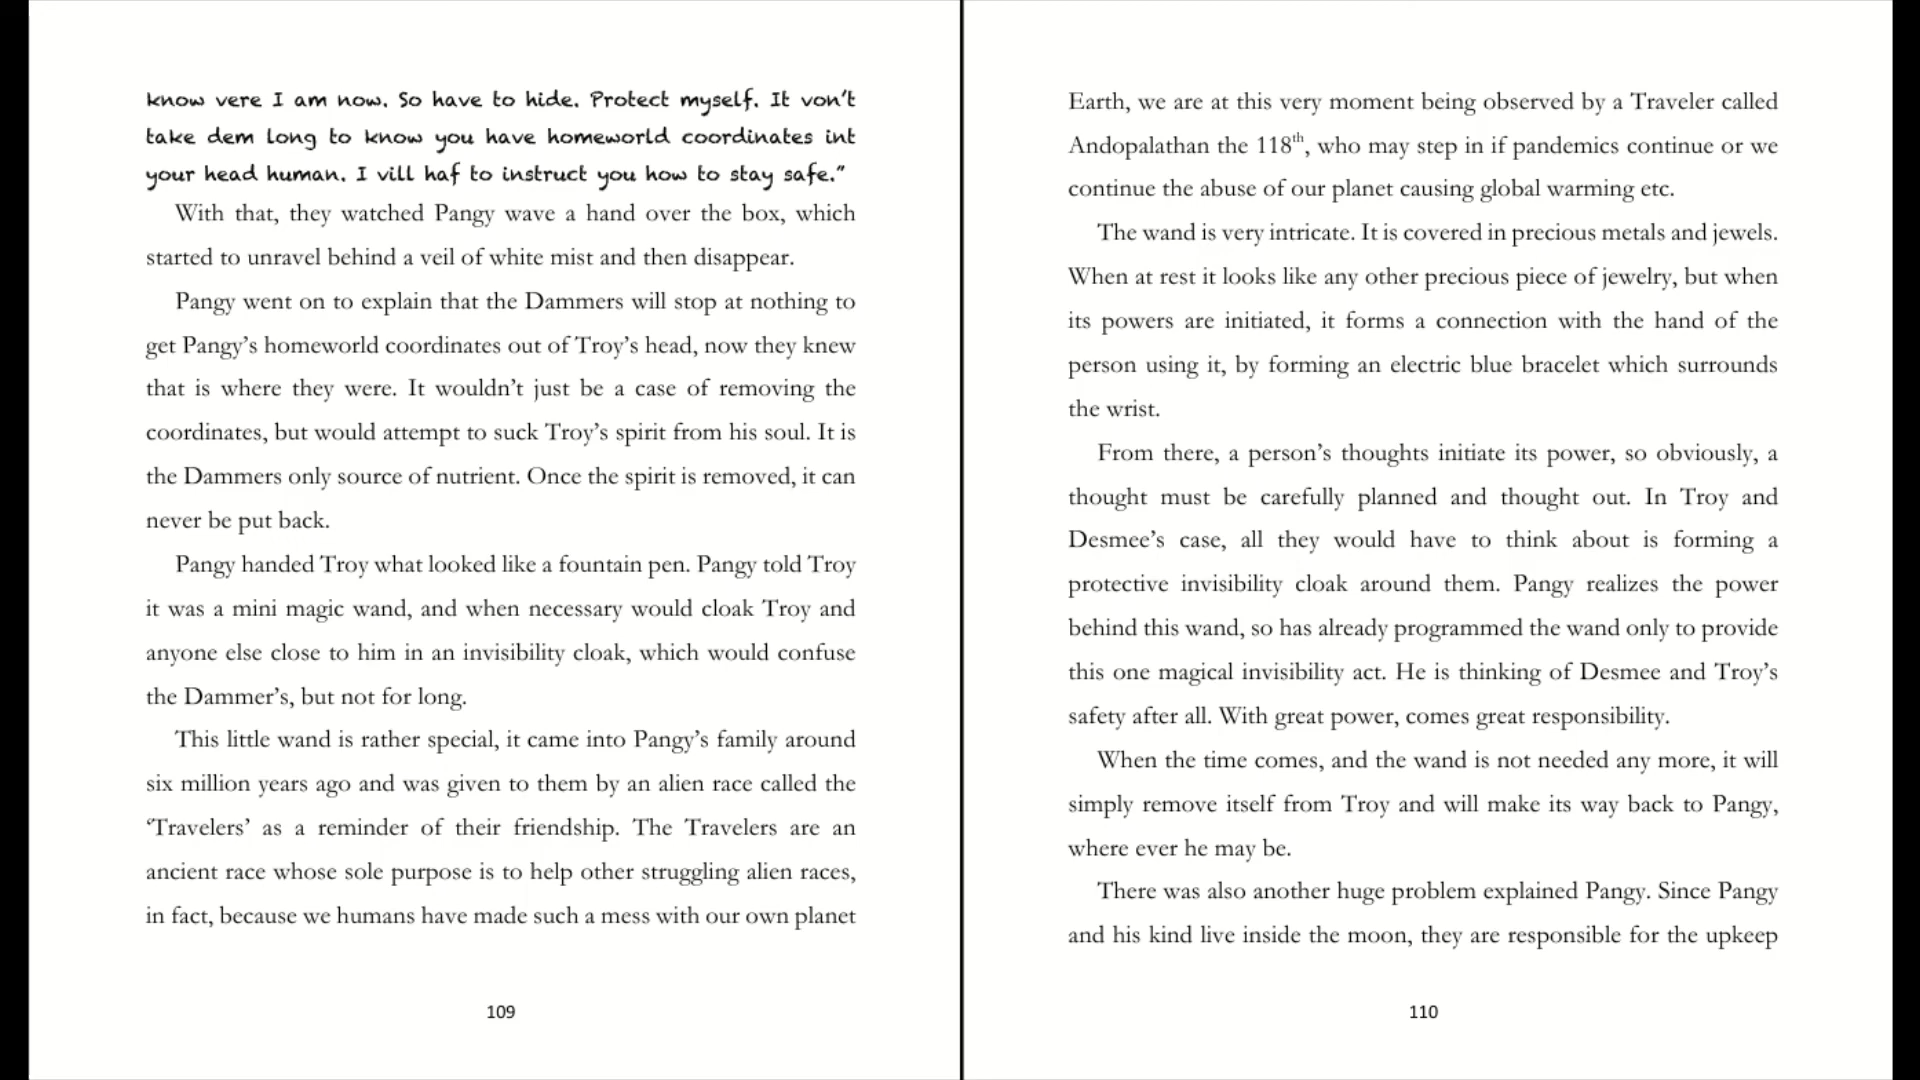 know vere I am now. So have to hide. Protect myself. It von't
take dem long to know you have homeworld coordinates int
your head human. I vill haf to instruct you how to stay safe.”
With that, they watched Pangy wave a hand over the box, which
started to unravel behind a veil of white mist and then disappear.
Pangy went on to explain that the Dammers will stop at nothing to
get Pangy’s homeworld coordinates out of Troy’s head, now they knew
that is where they were. It wouldn’t just be a case of removing the
coordinates, but would attempt to suck Troy’s spirit from his soul. It is
the Dammers only source of nutrient. Once the spirit is removed, it can
never be put back.
Pangy handed Troy what looked like a fountain pen. Pangy told Troy
it was a mini magic wand, and when necessary would cloak Troy and
anyone else close to him in an invisibility cloak, which would confuse
the Dammer’s, but not for long.
This little wand is rather special, it came into Pangy’s family around
six million years ago and was given to them by an alien race called the
‘Travelers’ as a reminder of their friendship. The Travelers are an
ancient race whose sole purpose is to help other struggling alien races,
in fact, because we humans have made such a mess with our own planet
109
Earth, we are at this very moment being observed by a Traveler called
Andopalathan the 118th, who may step in if pandemics continue or we
continue the abuse of our planet causing global warming etc.
The wand is very intricate. It is covered in precious metals and jewels.
When at rest it looks like any other precious piece of jewelry, but when
its powers are initiated, it forms a connection with the hand of the
person using it, by forming an electric blue bracelet which surrounds
the wrist.
From there, a person’s thoughts initiate its power, so obviously, a
thought must be carefully planned and thought out. In Troy and
Desmee’s case, all they would have to think about is forming a
protective invisibility cloak around them. Pangy realizes the power
behind this wand, so has already programmed the wand only to provide
this one magical invisibility act. He is thinking of Desmee and Troy’s
safety after all. With great power, comes great responsibility.
When the time comes, and the wand is not needed any more, it will
simply remove itself from Troy and will make its way back to Pangy,
where ever he may be.
There was also another huge problem explained Pangy. Since Pangy
and his kind live inside the moon, they are responsible for the upkeep
110